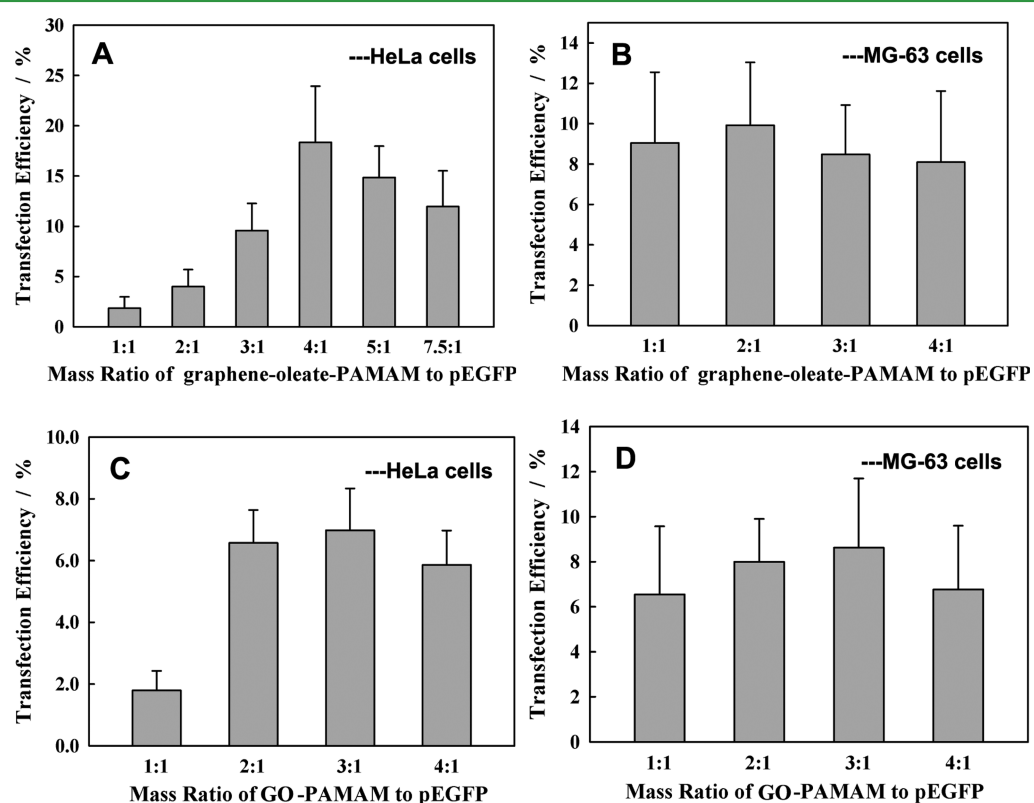 A
---HeLa cells
Transfection Efficiency / %
30
25
20
15
10
5
0
1:1 2:1 3:1 4:1 5:1 7.5:1
Mass Ratio of graphene-oleate-PAMAM to pEGFP
B
---MG-63 cells
Transfection Efficiency / %
14
12
10
8
6
4
2
0
1:1 2:1 3:1 4:1
Mass Ratio of graphene-oleate-PAMAM to pEGFP
C
---HeLa cells
Transfection Efficiency / %
10.0
8.0
6.0
4.0
2.0
0.0
1:1 2:1 3:1 4:1
Mass Ratio of GO-PAMAM to pEGFP
D
---MG-63 cells
Transfection Efficiency / %
14
12
10
8
6
4
2
0
1:1 2:1 3:1 4:1
Mass Ratio of GO-PAMAM to pEGFP